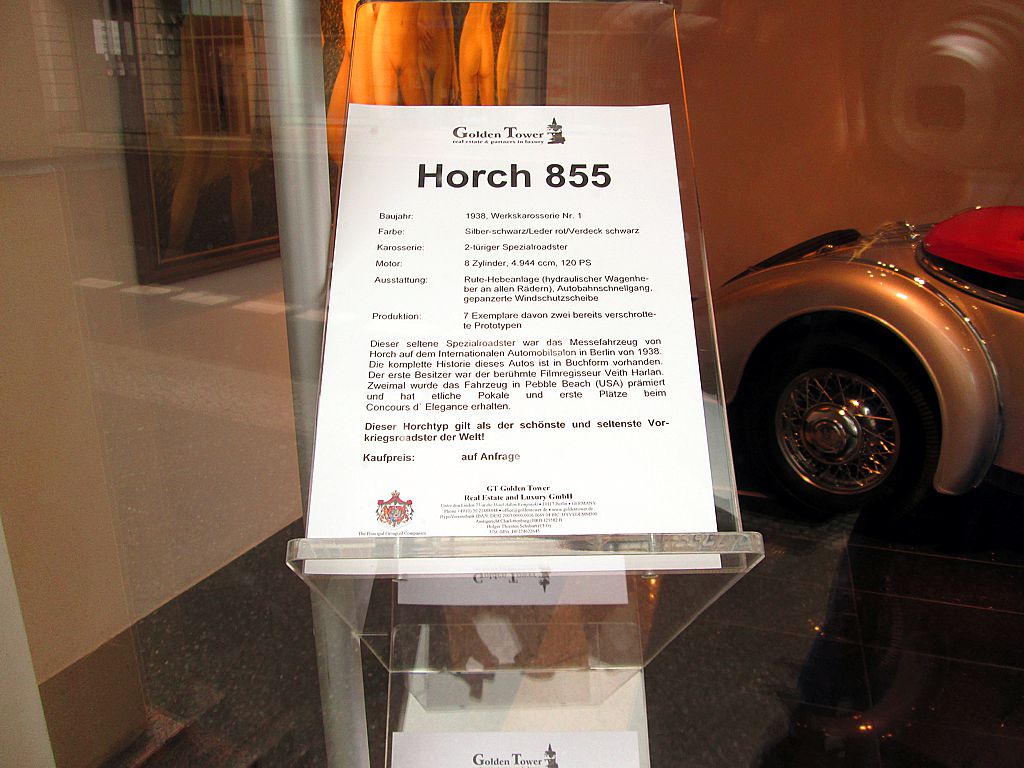 Golden Tower
real estate & partners in luxury
Horch 855
Baujahr: 1938, Werkskarosserie Nr. 1
Farbe: Silber-schwarz/Leder rot/Verdeck schwarz
Karosserie: 2-türiger Spezialroadster
Motor: 8 Zylinder, 4.944 ccm, 120 PS
Ausstattung: Rute-Hebeanlage (hydraulischer Wagenhe-
ber an allen Rädern), Autobahnschnellgang,
gepanzerte Windschutzscheibe
Produktion: 7 Exemplare davon zwei bereits verschrotte-
te Prototypen
Dieser seltene Spezialroadster war das Messefahrzeug von
Horch auf dem Internationalen Automobilsalon in Berlin von 1938.
Die komplette Historie dieses Autos ist in Buchform vorhanden.
Der erste Besitzer war der berühmte Filmregisseur Veith Harlan.
Zweimal wurde das Fahrzeug in Pebble Beach (USA) prämiert
und hat etliche Pokale und erste Plätze beim
Concours d` Elegance erhalten.
Dieser Horchtyp gilt als der schönste und seltenste Vor-
kriegsroadster der Welt!
Kaufpreis: auf Anfrage
GT Golden Tower
Real Estate and Luxury GmbH
The Principal Group of Companies
Golden Tower
Golden Tower